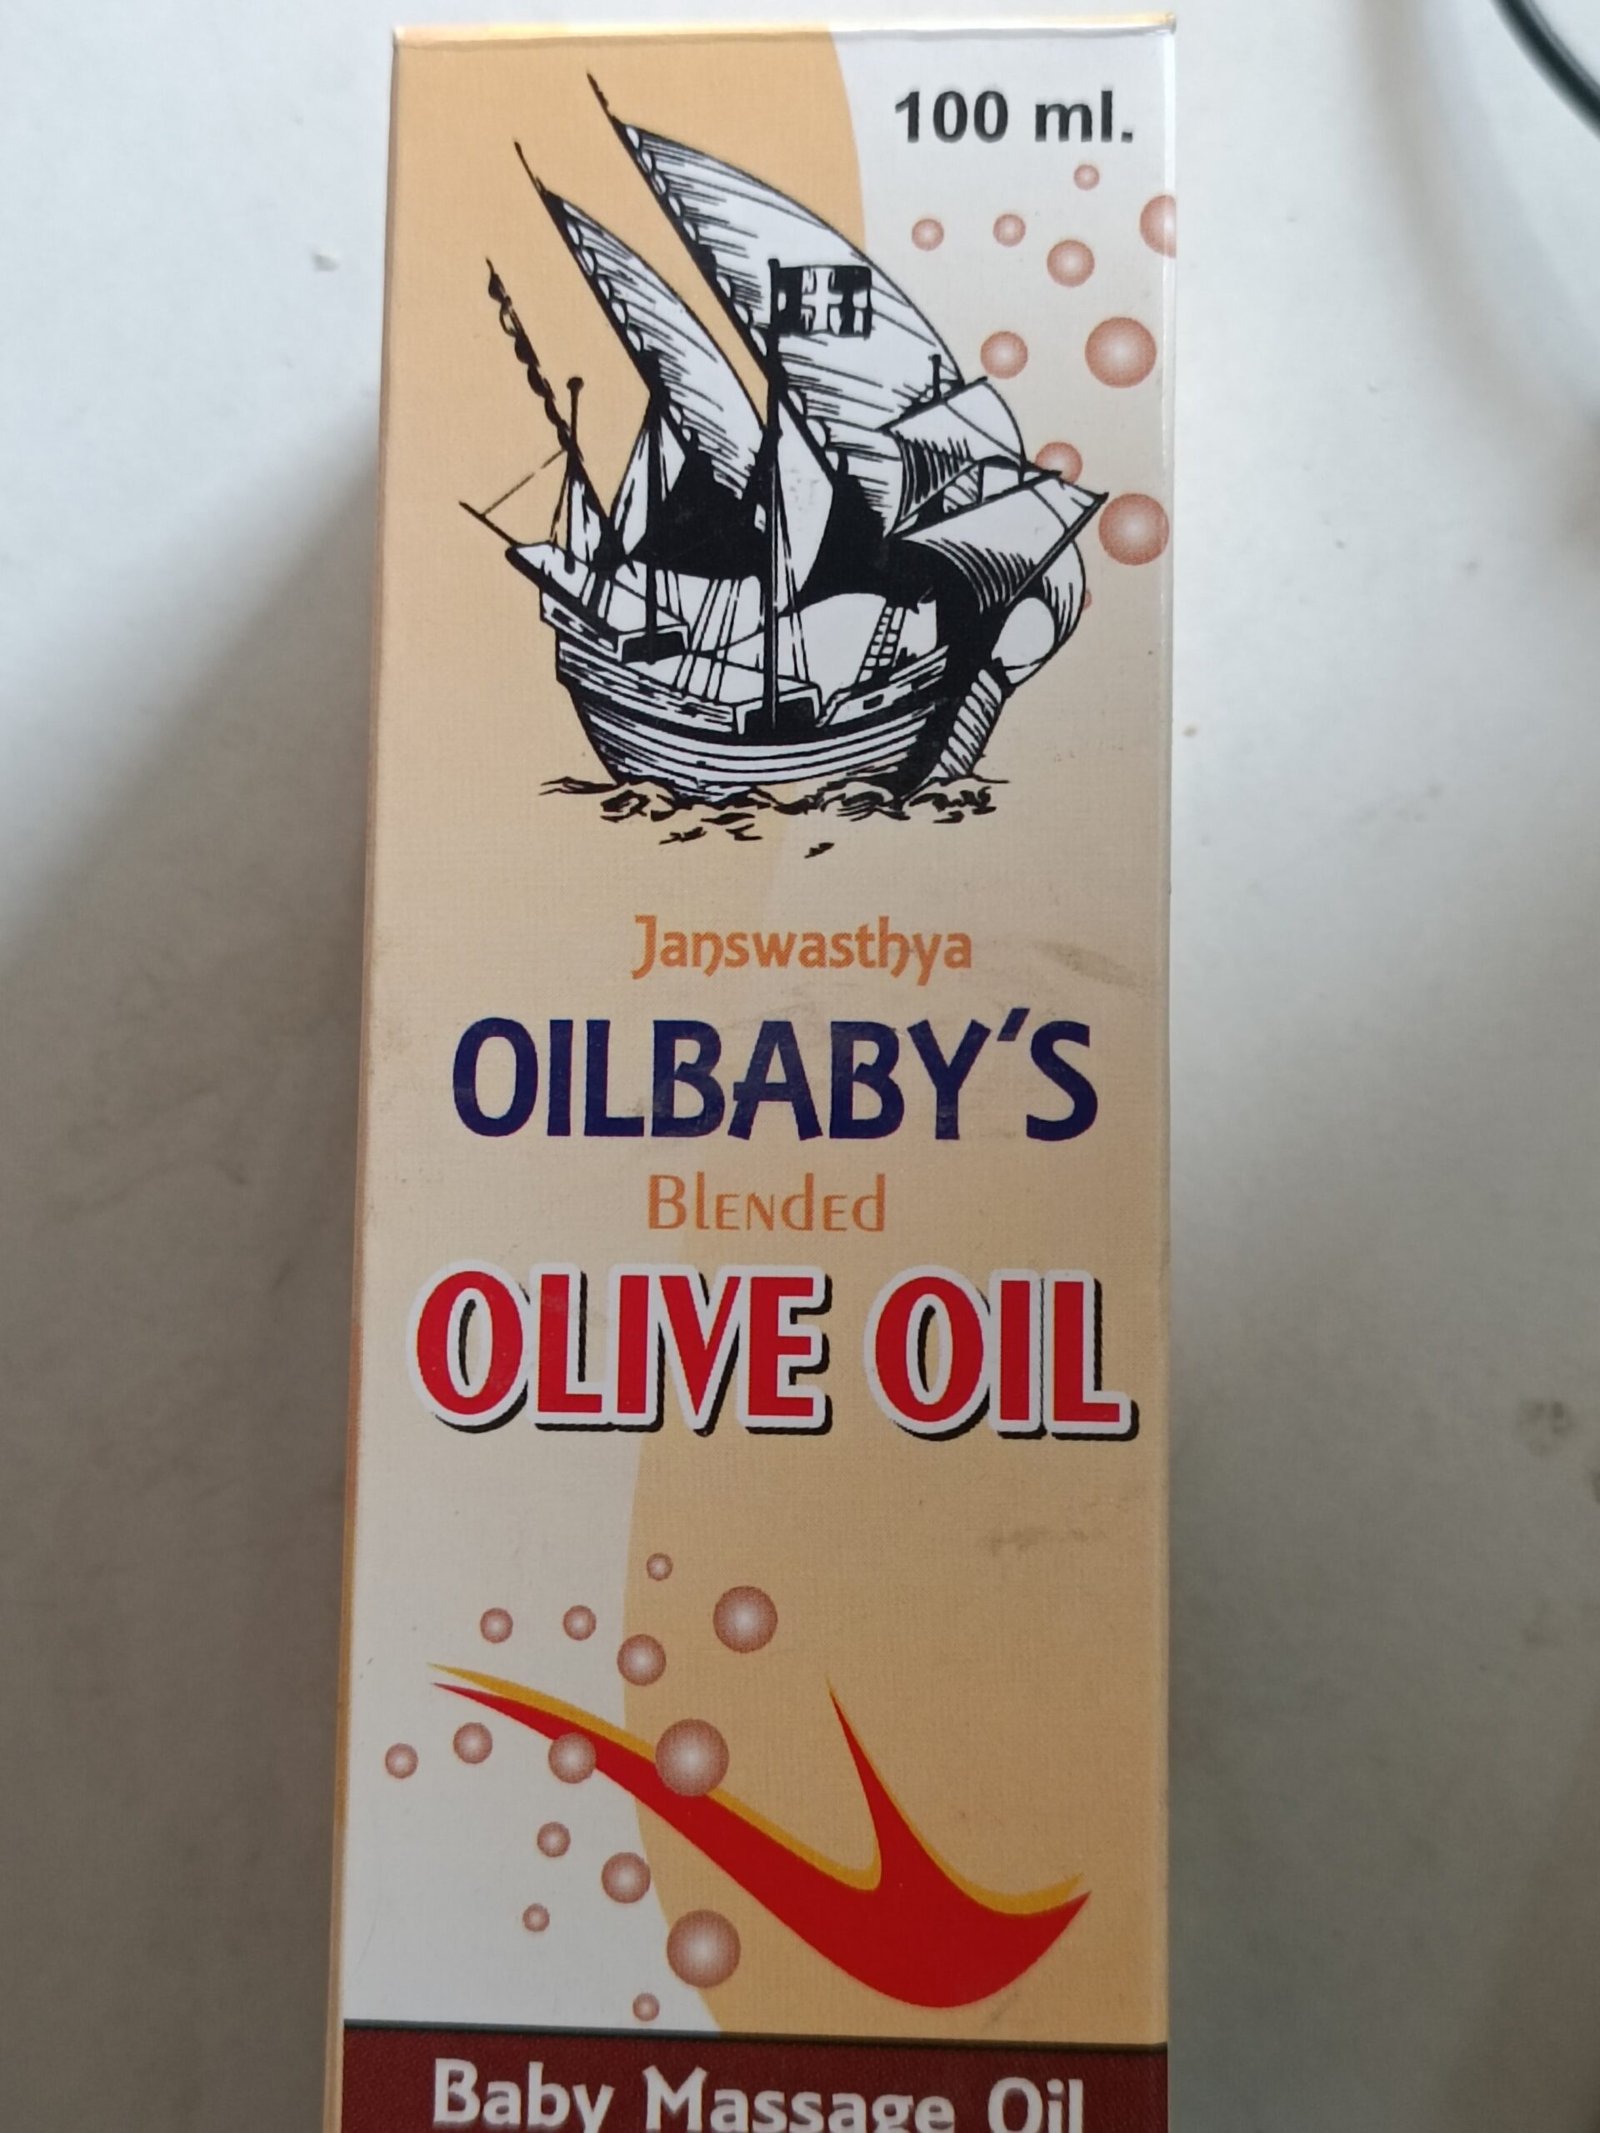 100 ml.
Janswasthya
OILBABY'S
Blended
OLIVE OIL
Baby Massage Oil